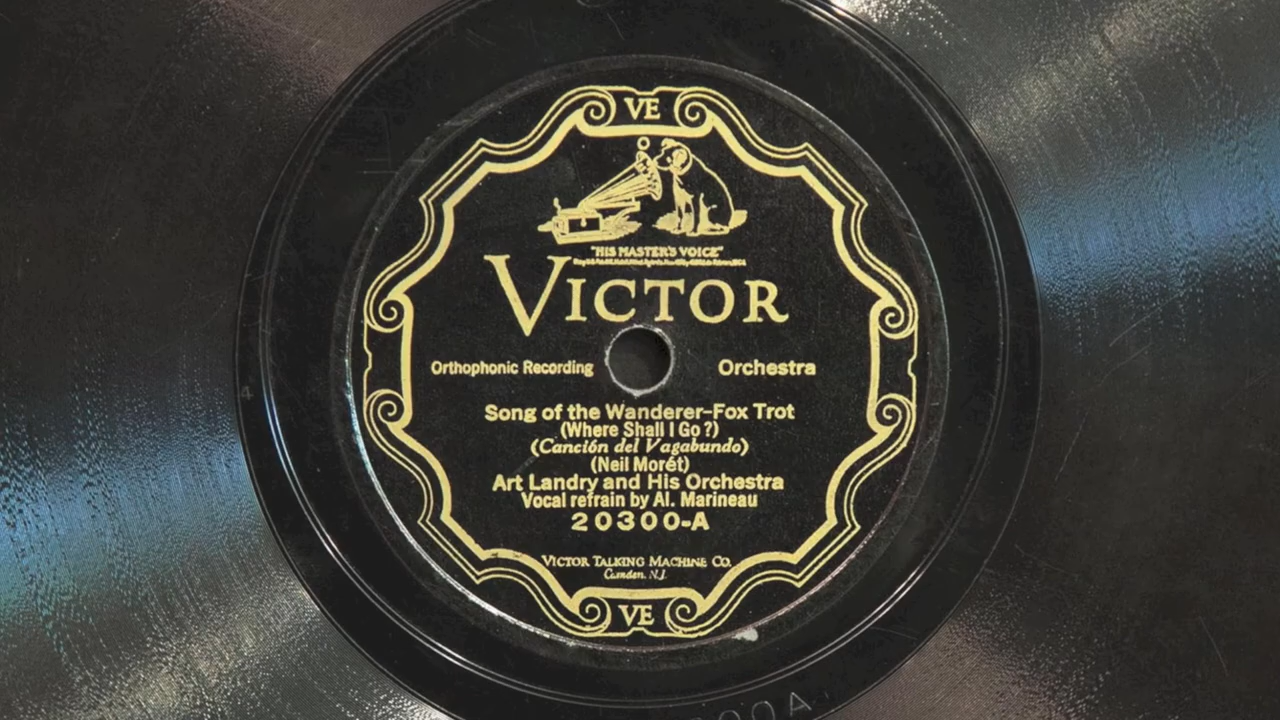 VE
"HIS MASTER'S VOICE"
VICTOR
Orthophonic Recording
Orchestra
Song of the Wanderer–Fox Trot
(Where Shall I Go?)
(Canción del Vagabundo)
(Neil Morét)
Art Landry and His Orchestra
Vocal refrain by Al. Marineau
20300-A
VICTOR TALKING MACHINE CO.
Camden, N.J.
VE